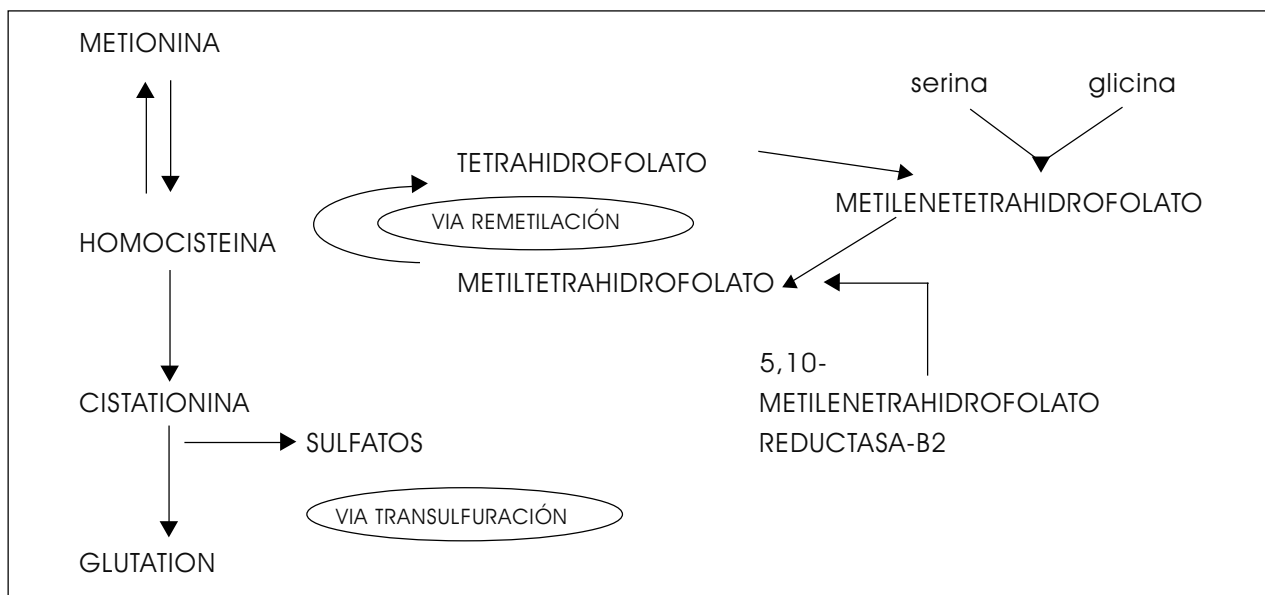 METIONINA
serina
glicina
TETRAHIDROFOLATO
METILENETETRAHIDROFOLATO
VIA REMETILACIÓN
HOMOCISTEINA
METILTETRAHIDROFOLATO
5,10-
METILENETRAHIDROFOLATO
REDUCTASA-B2
CISTATIONINA
SULFATOS
VIA TRANSULFURACIÓN
GLUTATION